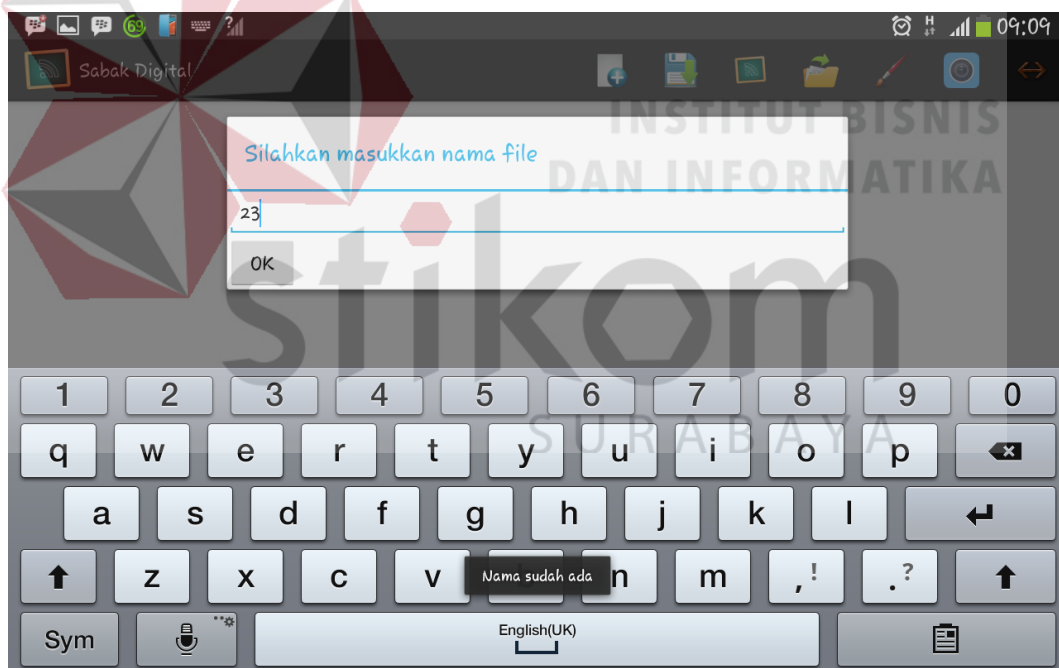 69 ? H 09:09
Sabak Digital
INSTITUT BISNIS
DAN INFORMATIKA
Silahkan masukkan nama file
23
OK
stikom
SURABAYA
1 2 3 4 5 6 7 8 9 0
q w e r t y u i o p
a s d f g h j k l
z x c v n m , ! . ?
Nama sudah ada
Sym English(UK)